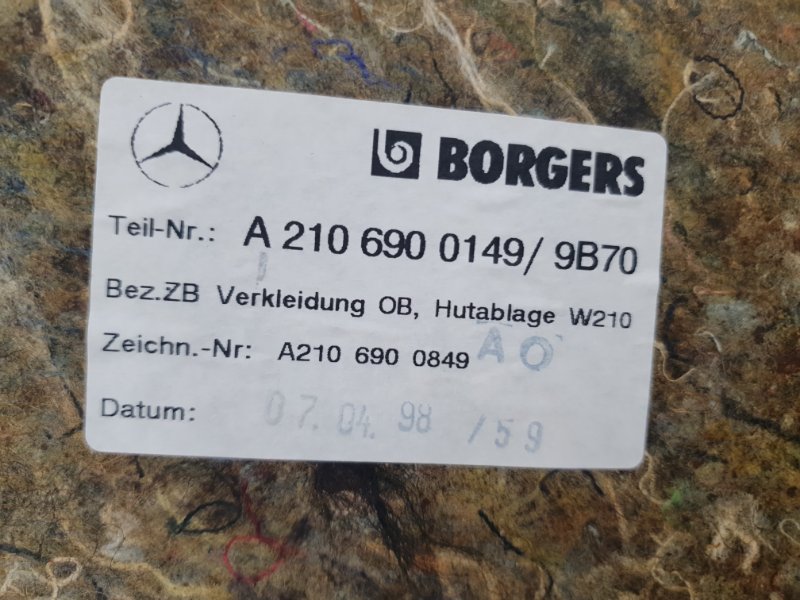 BORGERS
Teil-Nr.: A 210 690 0149/ 9B70
Bez.ZB Verkleidung OB, Hutablage W210
Zeichn.-Nr: A210 690 0849 AO
Datum: 07.04.98 /59